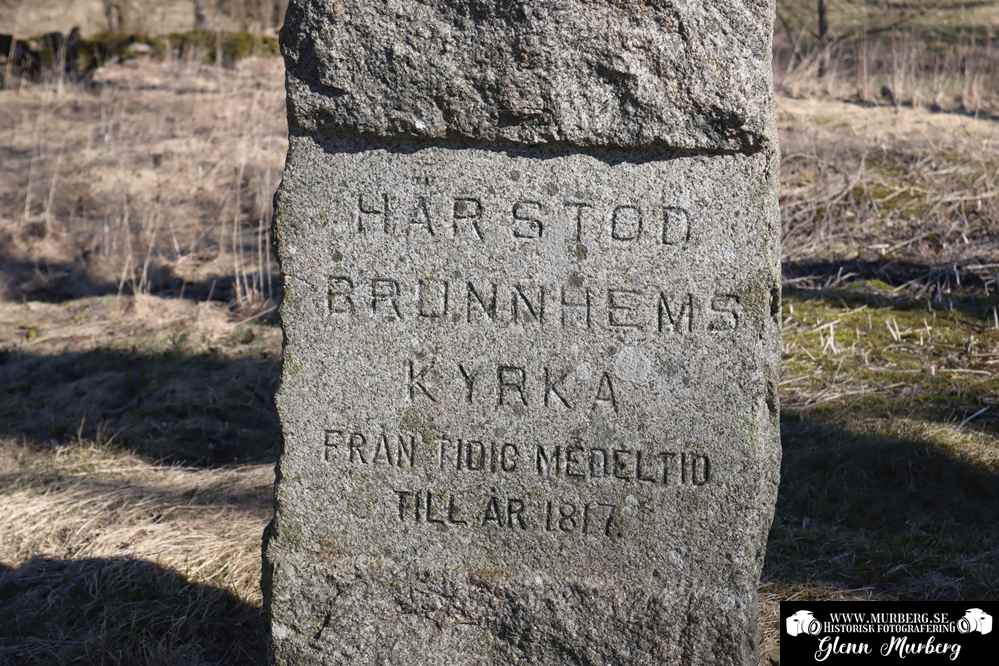 HÄR STOD
BRUNNHEMS
KYRKA
FRÅN TIDIG MEDELTID
TILL ÅR 1817
WWW.MURBERG.SE
HISTORISK FOTOGRAFERING
Glenn Murberg